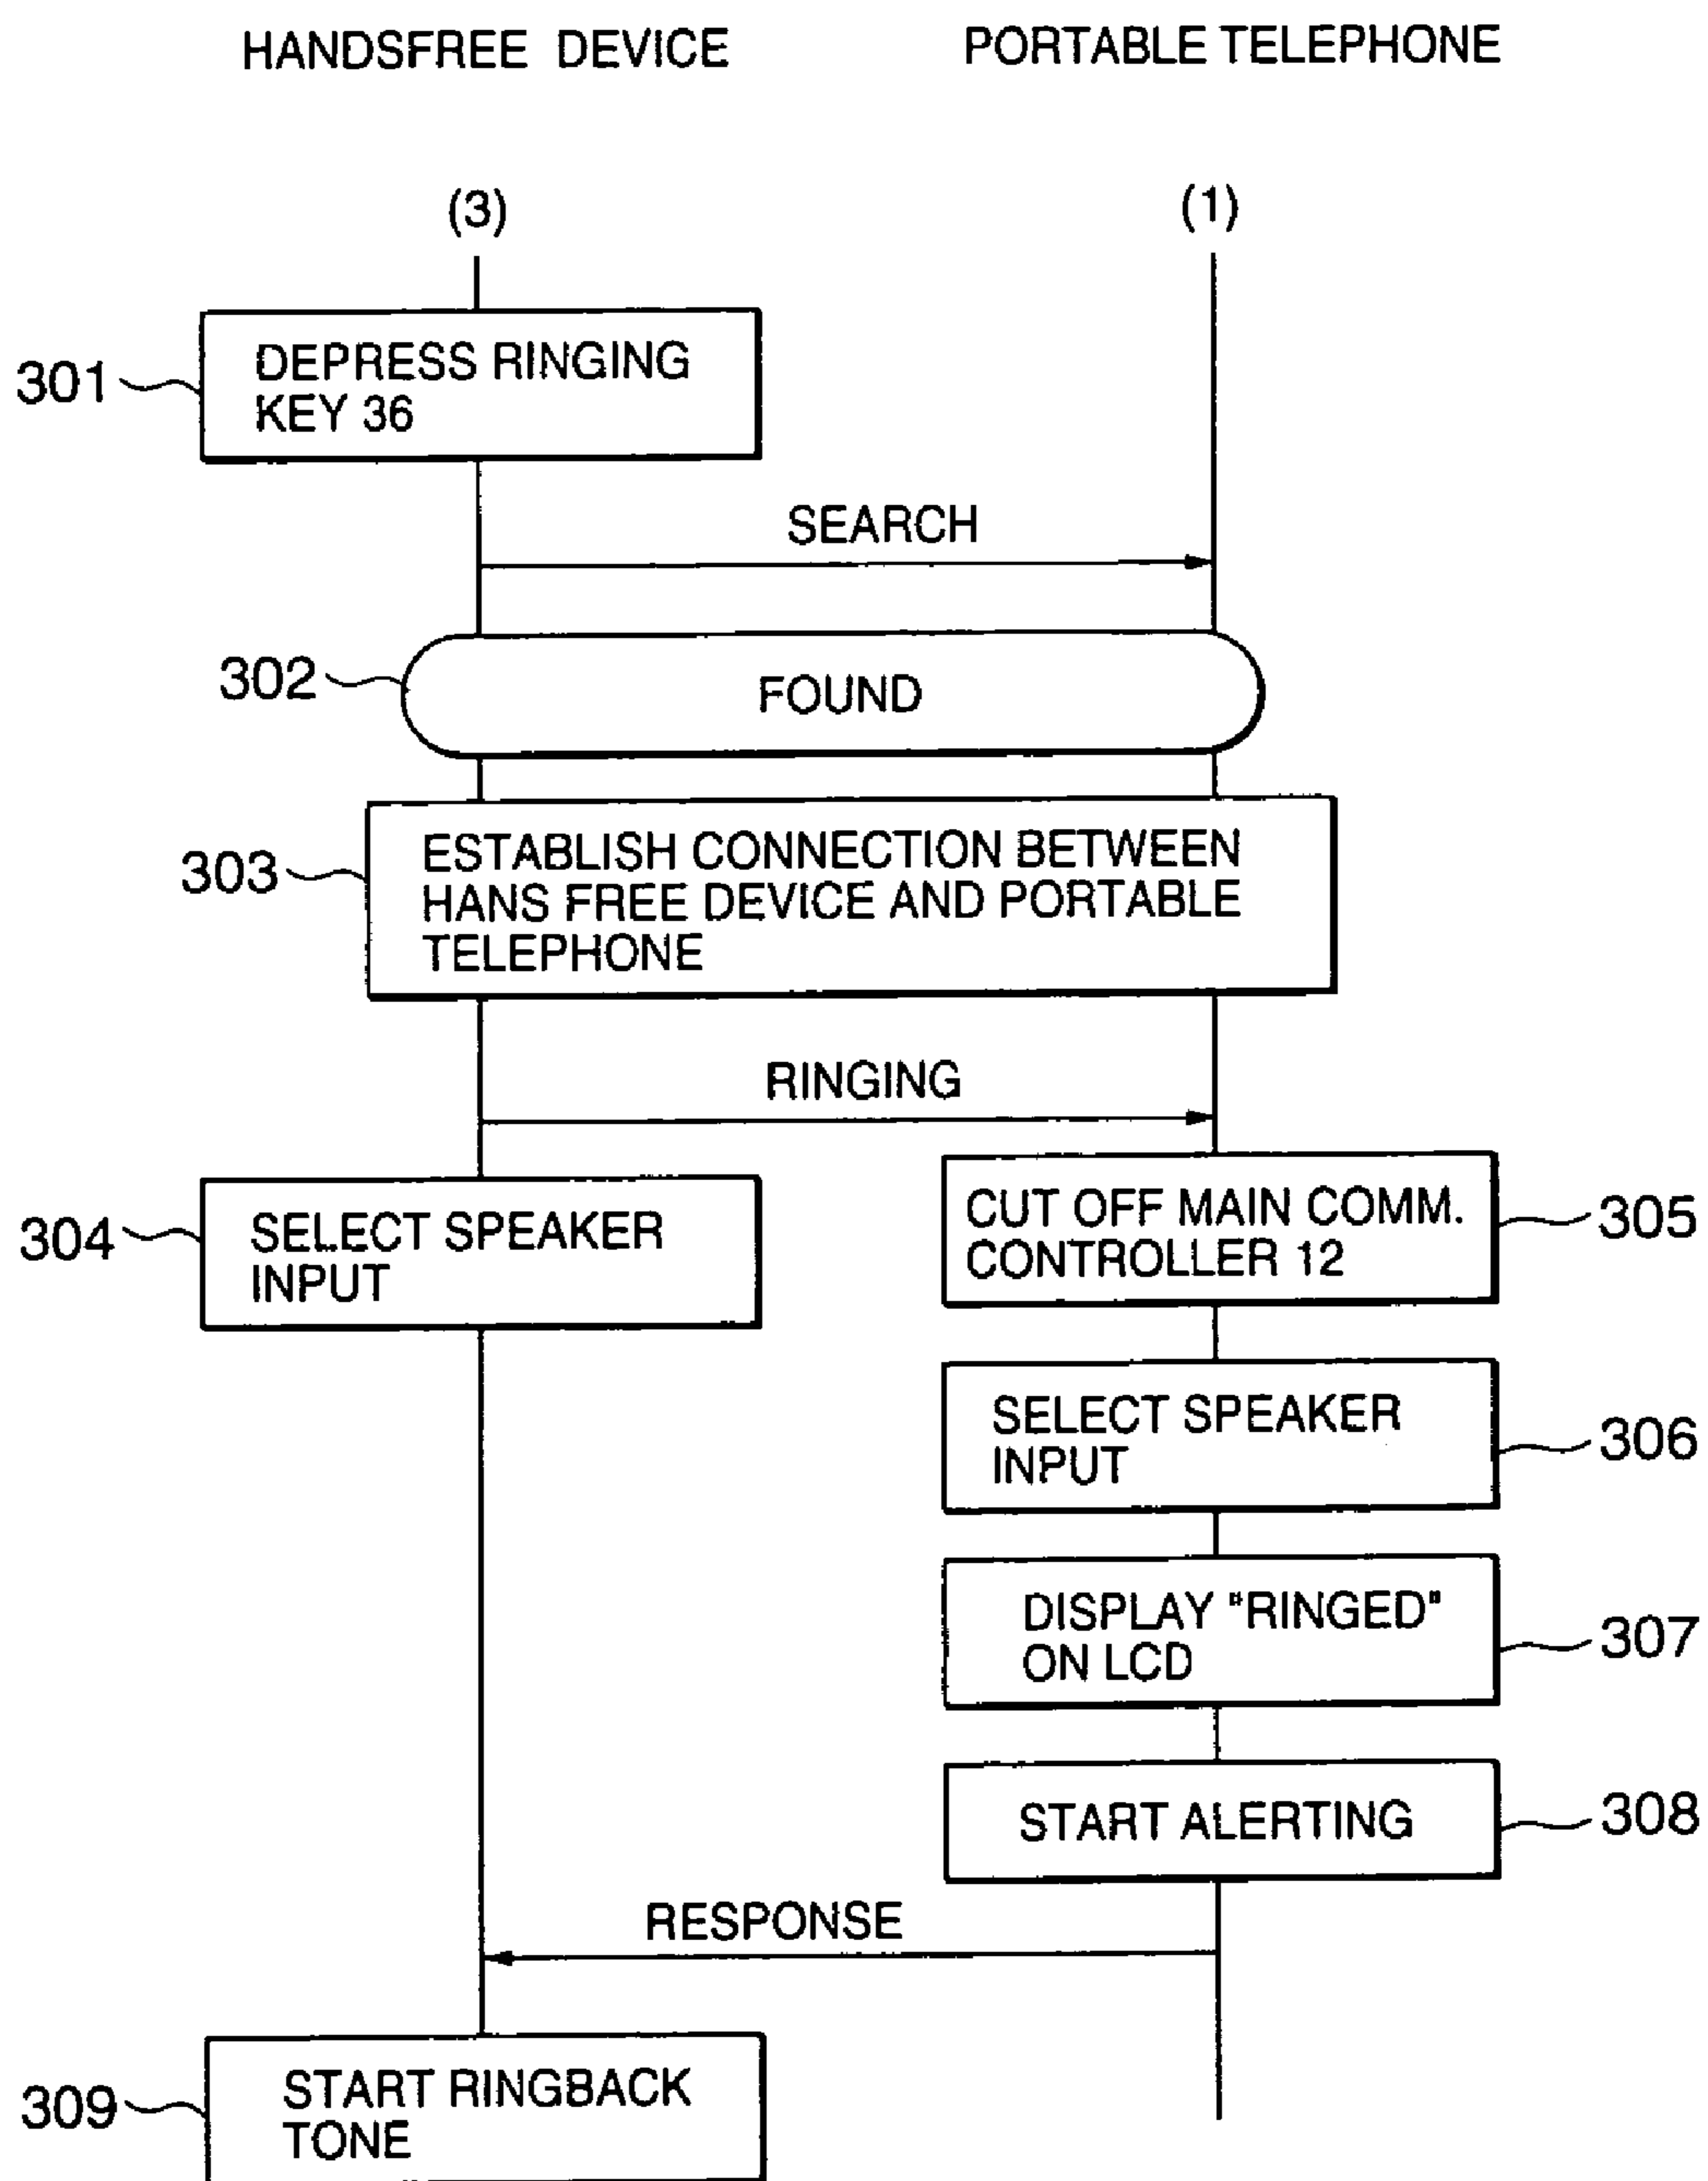 HANDSFREE DEVICE
PORTABLE TELEPHONE
(3)
(1)
301
DEPRESS RINGING
KEY 36
SEARCH
302
FOUND
303
ESTABLISH CONNECTION BETWEEN
HANS FREE DEVICE AND PORTABLE
TELEPHONE
RINGING
304
SELECT SPEAKER
INPUT
CUT OFF MAIN COMM.
CONTROLLER 12
305
SELECT SPEAKER
INPUT
306
DISPLAY "RINGED"
ON LCD
307
START ALERTING
308
RESPONSE
309
START RINGBACK
TONE